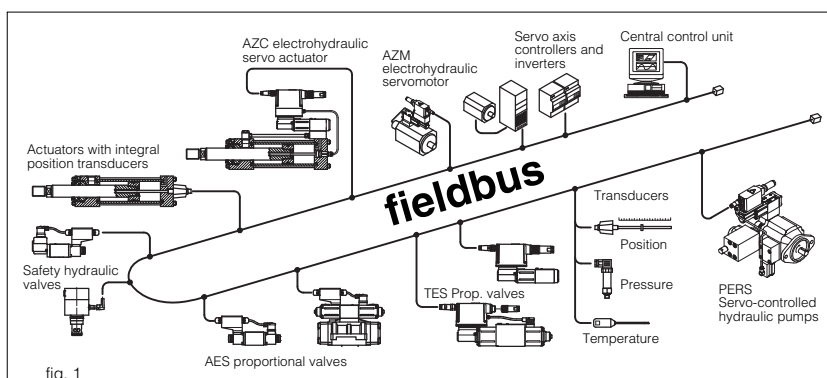 AZC electrohydraulic
servo actuator
AZM
electrohydraulic
servomotor
Servo axis
controllers and
inverters
Central control unit
Actuators with integral
position transducers
fieldbus
Transducers
Position
Pressure
Temperature
PERS
Servo-controlled
hydraulic pumps
Safety hydraulic
valves
TES Prop. valves
AES proportional valves
fig. 1